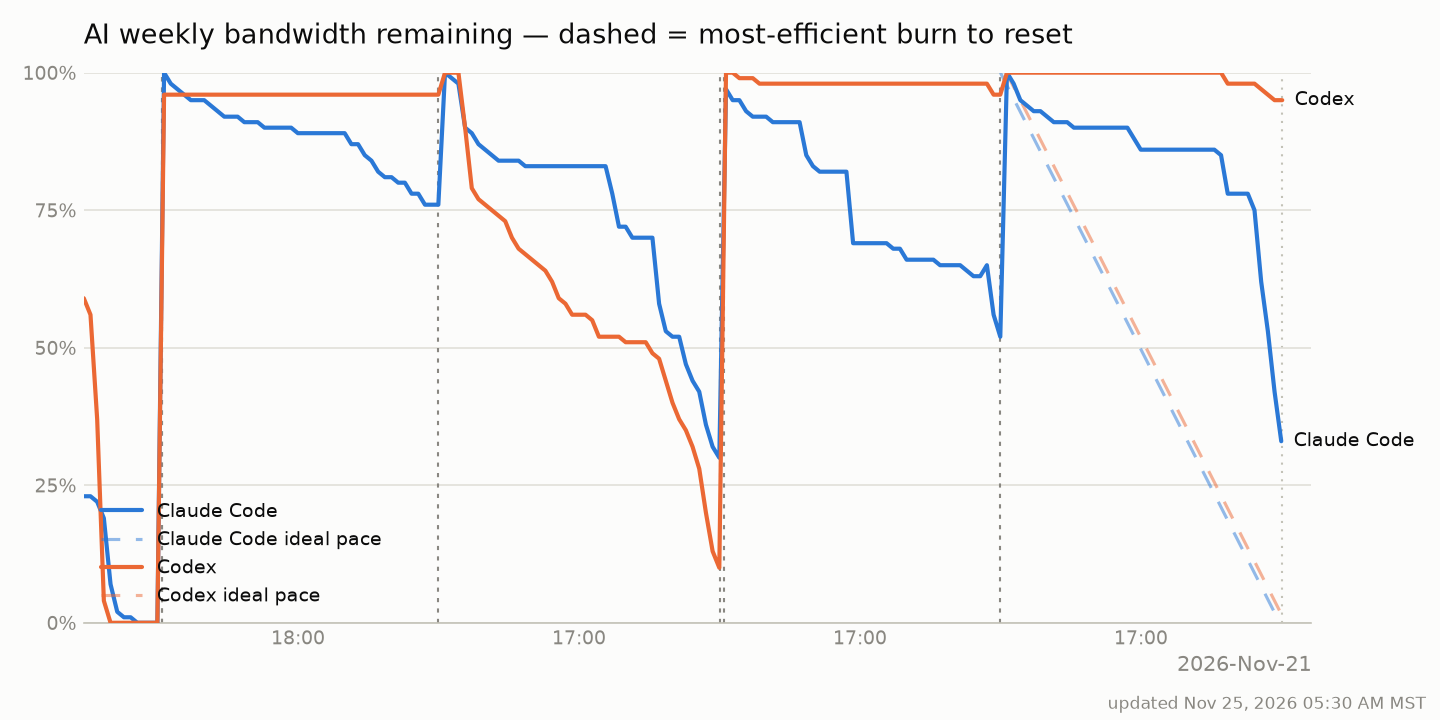 AI weekly bandwidth remaining — dashed = most-efficient burn to reset
100%
75%
50%
25%
0%
Codex
Claude Code
Claude Code
Claude Code ideal pace
Codex
Codex ideal pace
18:00
17:00
17:00
17:00
2026-Nov-21
updated Nov 25, 2026 05:30 AM MST